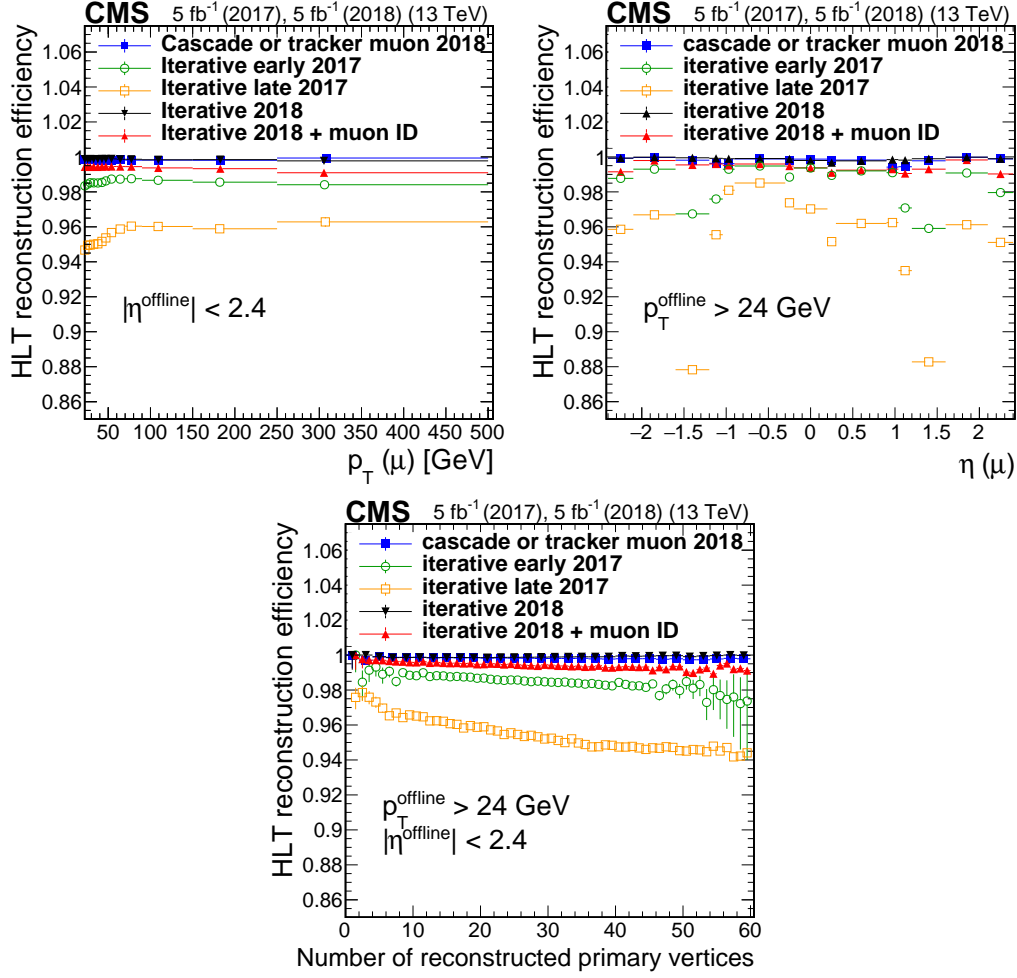 CMS 5 fb⁻¹ (2017), 5 fb⁻¹ (2018) (13 TeV)
HLT reconstruction efficiency
1.06
1.04
1.02
1
0.98
0.96
0.94
0.92
0.9
0.88
0.86
Cascade or tracker muon 2018
Iterative early 2017
Iterative late 2017
Iterative 2018
Iterative 2018 + muon ID
|η^offline| < 2.4
50 100 150 200 250 300 350 400 450 500
p_T (μ) [GeV]
CMS 5 fb⁻¹ (2017), 5 fb⁻¹ (2018) (13 TeV)
HLT reconstruction efficiency
1.06
1.04
1.02
1
0.98
0.96
0.94
0.92
0.9
0.88
0.86
cascade or tracker muon 2018
iterative early 2017
iterative late 2017
iterative 2018
iterative 2018 + muon ID
p_T^offline > 24 GeV
−2 −1.5 −1 −0.5 0 0.5 1 1.5 2
η (μ)
CMS 5 fb⁻¹ (2017), 5 fb⁻¹ (2018) (13 TeV)
HLT reconstruction efficiency
1.06
1.04
1.02
1
0.98
0.96
0.94
0.92
0.9
0.88
0.86
cascade or tracker muon 2018
iterative early 2017
iterative late 2017
iterative 2018
iterative 2018 + muon ID
p_T^offline > 24 GeV
|η^offline| < 2.4
0 10 20 30 40 50 60
Number of reconstructed primary vertices